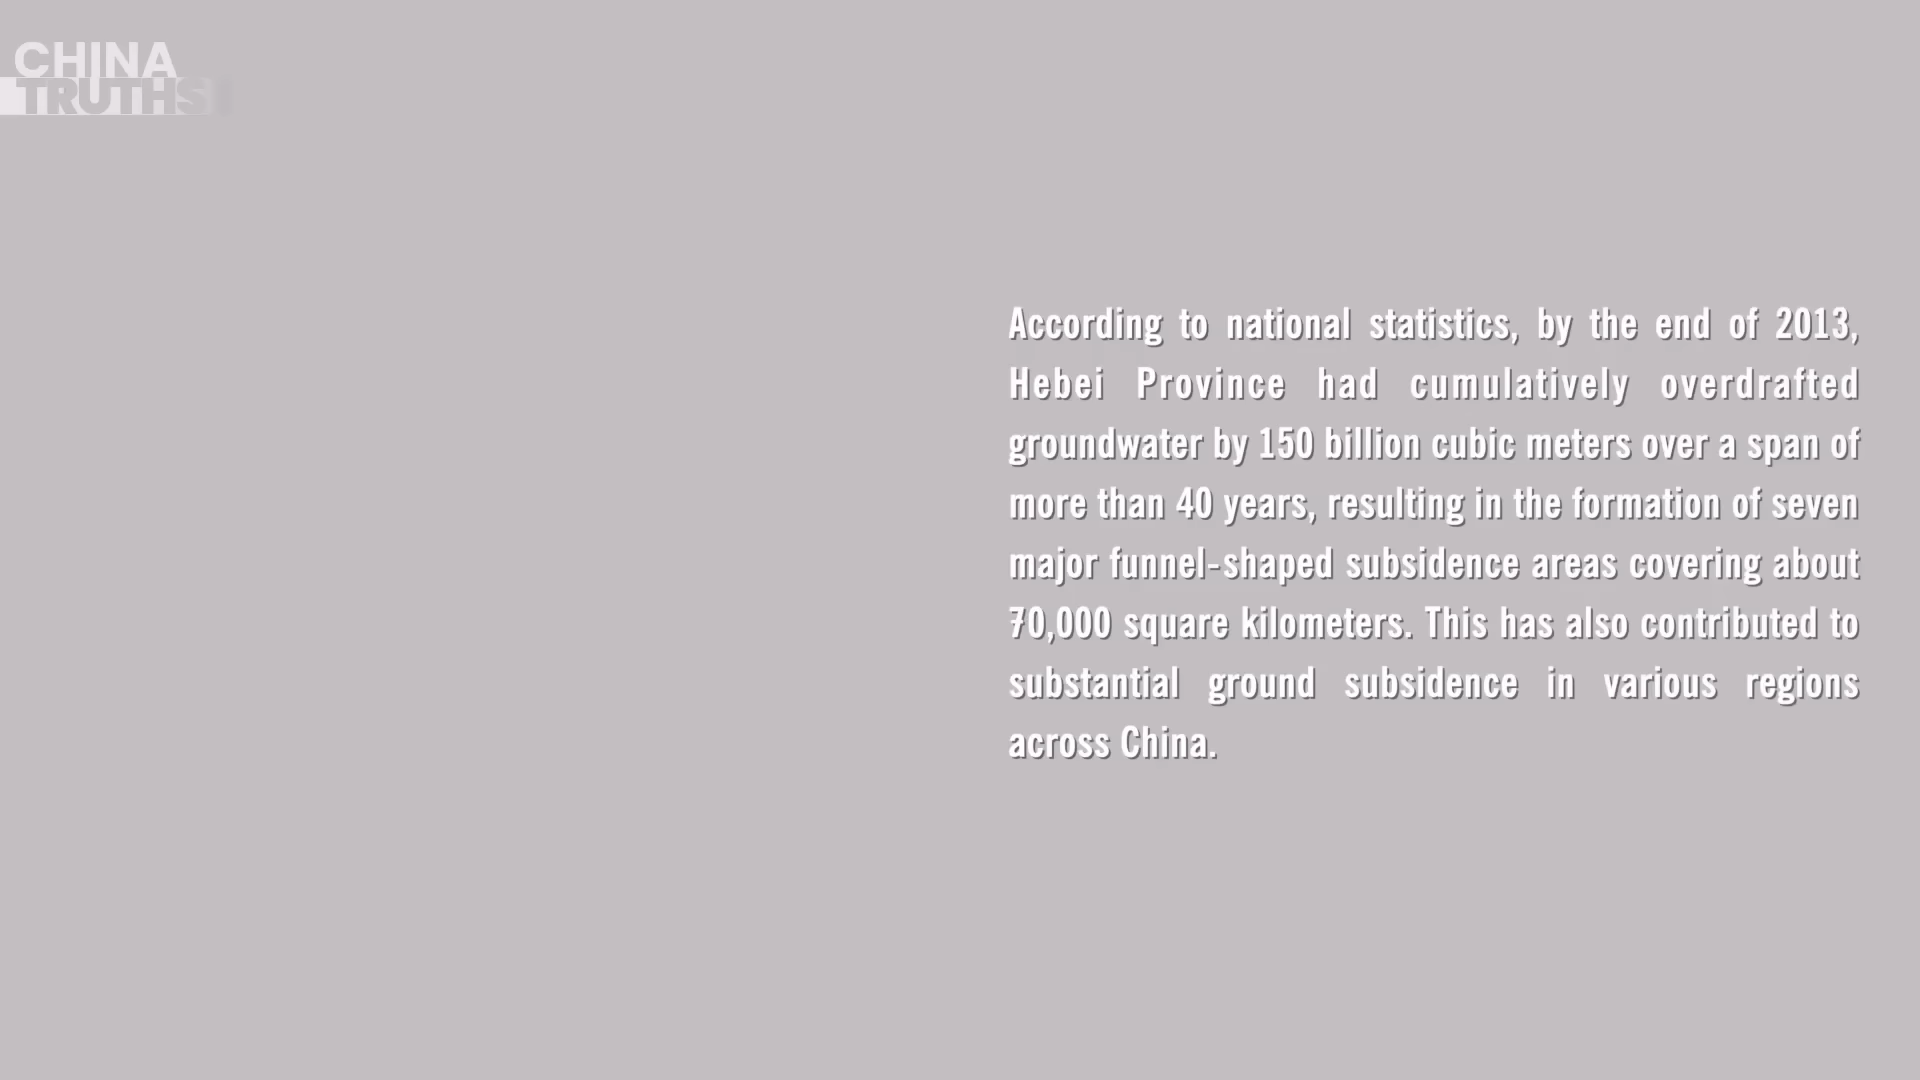 CHINA
TRUTHS
According to national statistics, by the end of 2013,
Hebei Province had cumulatively overdrafted
groundwater by 150 billion cubic meters over a span of
more than 40 years, resulting in the formation of seven
major funnel-shaped subsidence areas covering about
70,000 square kilometers. This has also contributed to
substantial ground subsidence in various regions
across China.